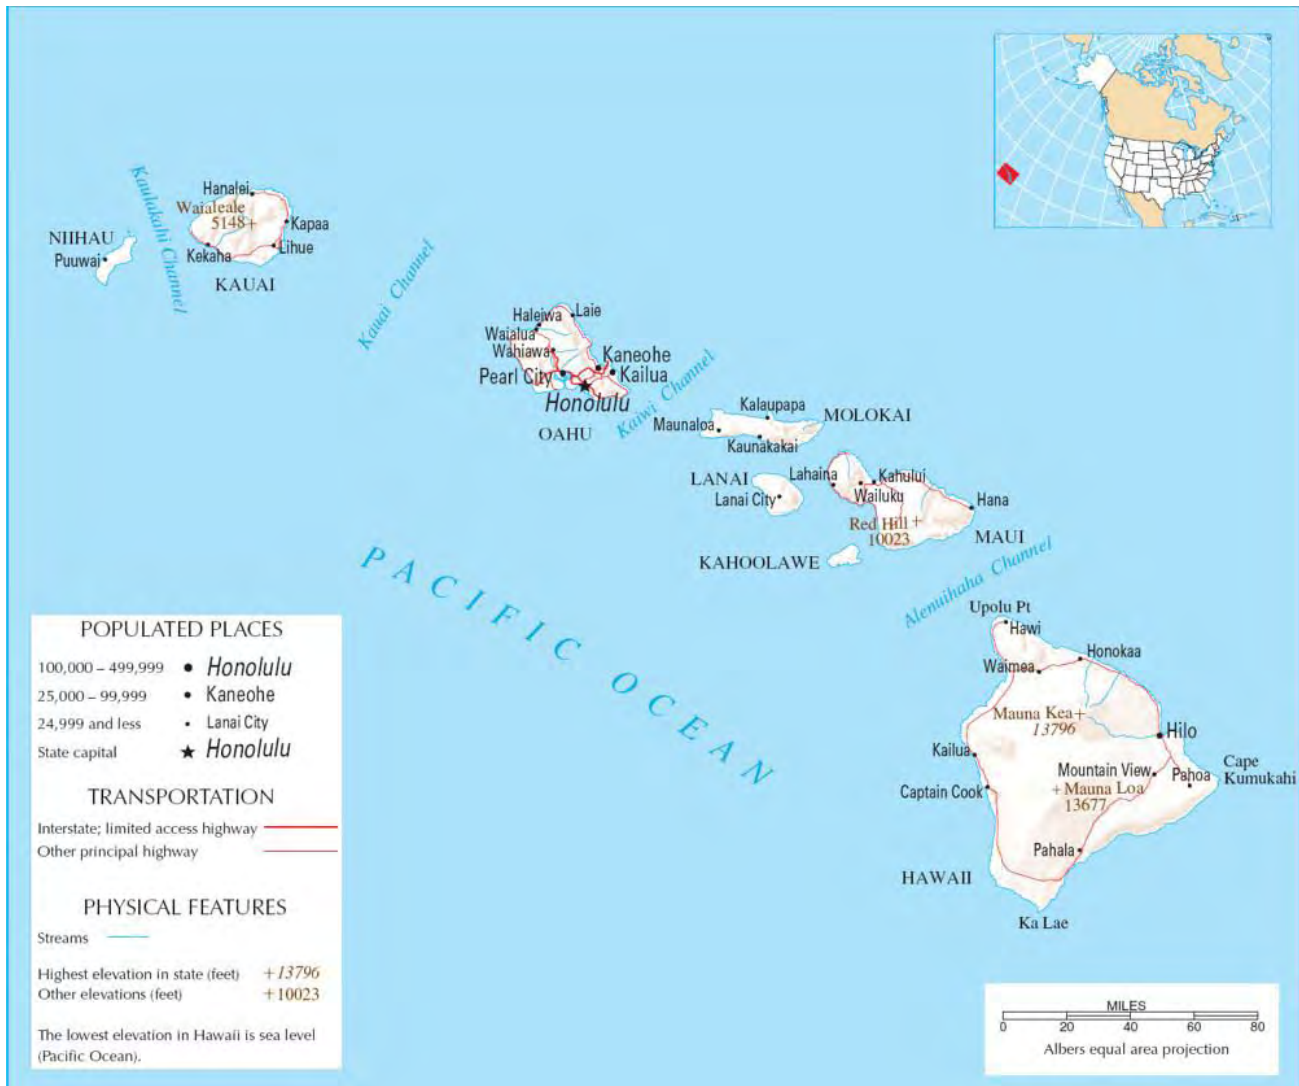 Hanalei
Waialeale
5148
Kapaa
Kekaha
Lihue
KAUAI
NIIHAU
Puuwai
Kaulakahi Channel
Kauai Channel
Haleiwa
Laie
Waialua
Wahiawa
Kaneohe
Pearl City
Kailua
Honolulu
OAHU
Kaiwi Channel
Kalaupapa
MOLOKAI
Maunaloa
Kaunakakai
LANAI
Lanai City
Lahaina
Kahului
Wailuku
Hana
Red Hill
10023
MAUI
KAHOOLAWE
Alenuihaha Channel
PACIFIC OCEAN
Upolu Pt
Hawi
Honokaa
Waimea
Mauna Kea
13796
Hilo
Kailua
Cape
Kumukahi
Mountain View
Pahoa
Captain Cook
Mauna Loa
13677
Pahala
HAWAII
Ka Lae
POPULATED PLACES
100,000 – 499,999 Honolulu
25,000 – 99,999 Kaneohe
24,999 and less Lanai City
State capital Honolulu
TRANSPORTATION
Interstate; limited access highway
Other principal highway
PHYSICAL FEATURES
Streams
Highest elevation in state (feet) +13796
Other elevations (feet) +10023
The lowest elevation in Hawaii is sea level
(Pacific Ocean).
MILES
0 20 40 60 80
Albers equal area projection